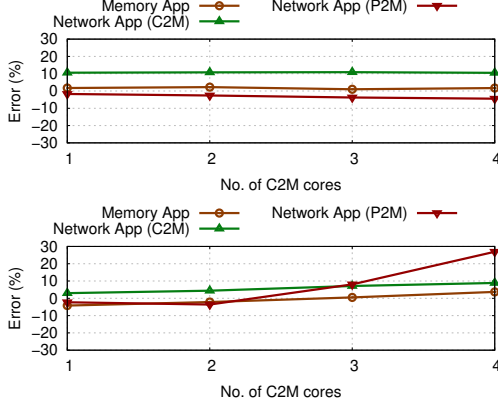 Memory App
Network App (P2M)
Network App (C2M)
30
20
10
0
−10
−20
−30
Error (%)
1 2 3 4
No. of C2M cores
Memory App
Network App (P2M)
Network App (C2M)
30
20
10
0
−10
−20
−30
Error (%)
1 2 3 4
No. of C2M cores